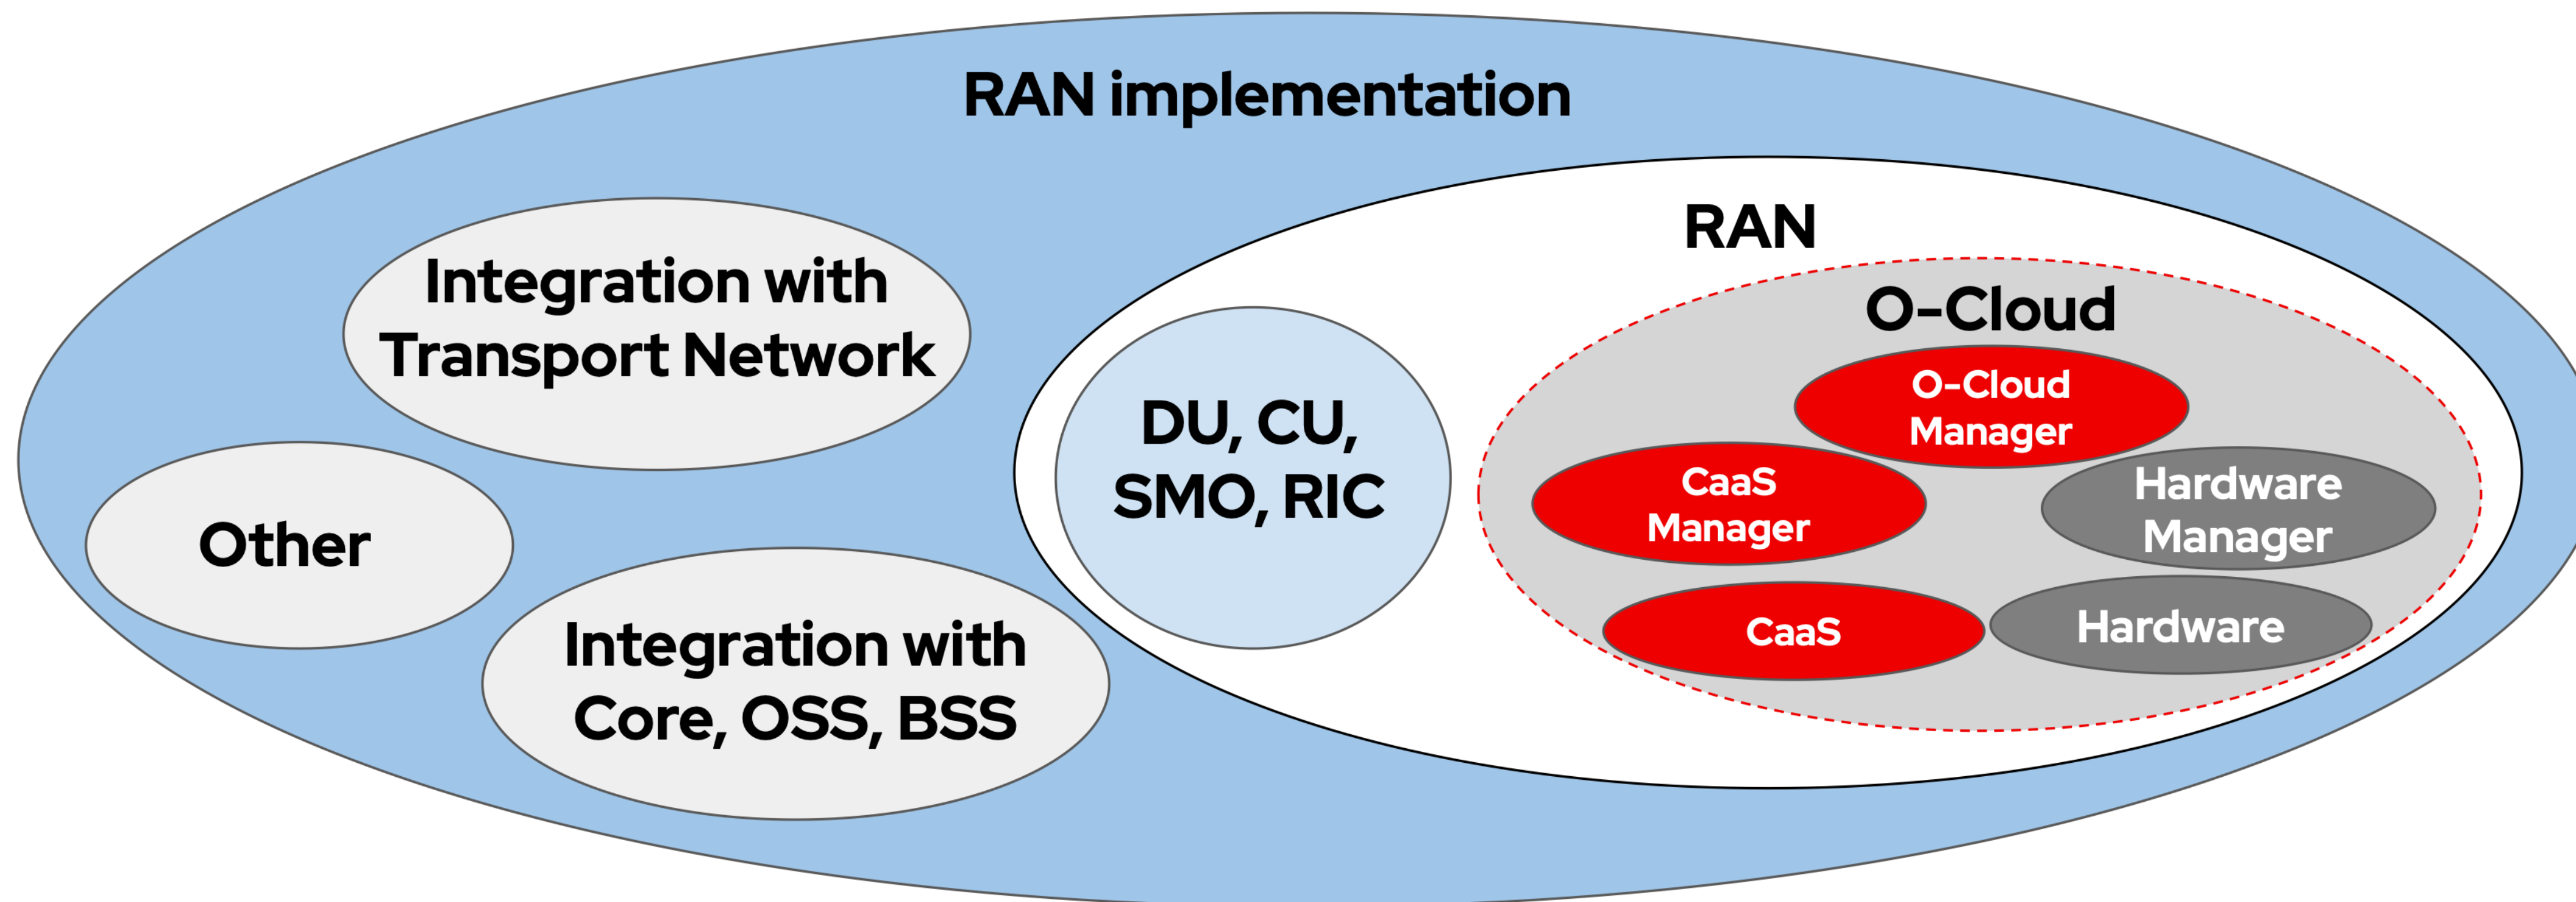 RAN implementation
RAN
Integration with
Transport Network
O-Cloud
O-Cloud
Manager
DU, CU,
SMO, RIC
CaaS
Manager
Hardware
Manager
Other
CaaS
Hardware
Integration with
Core, OSS, BSS